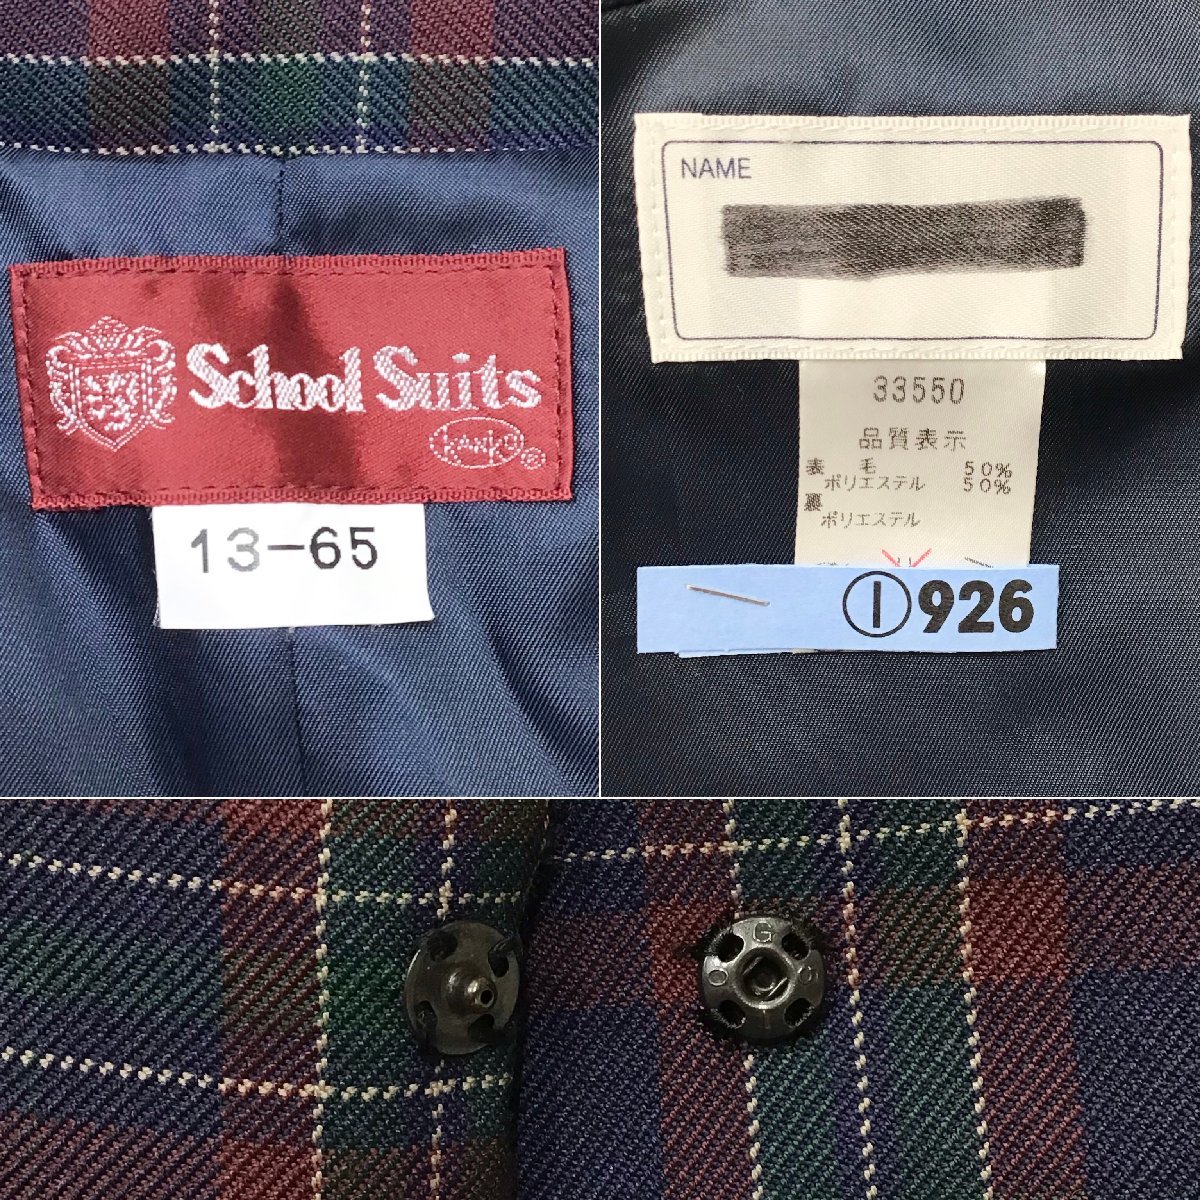 School Suits
KANKO ®
13-65
NAME
33550
品質表示
表 毛 50%
ポリエステル 50%
裏
ポリエステル
①926
G
O O